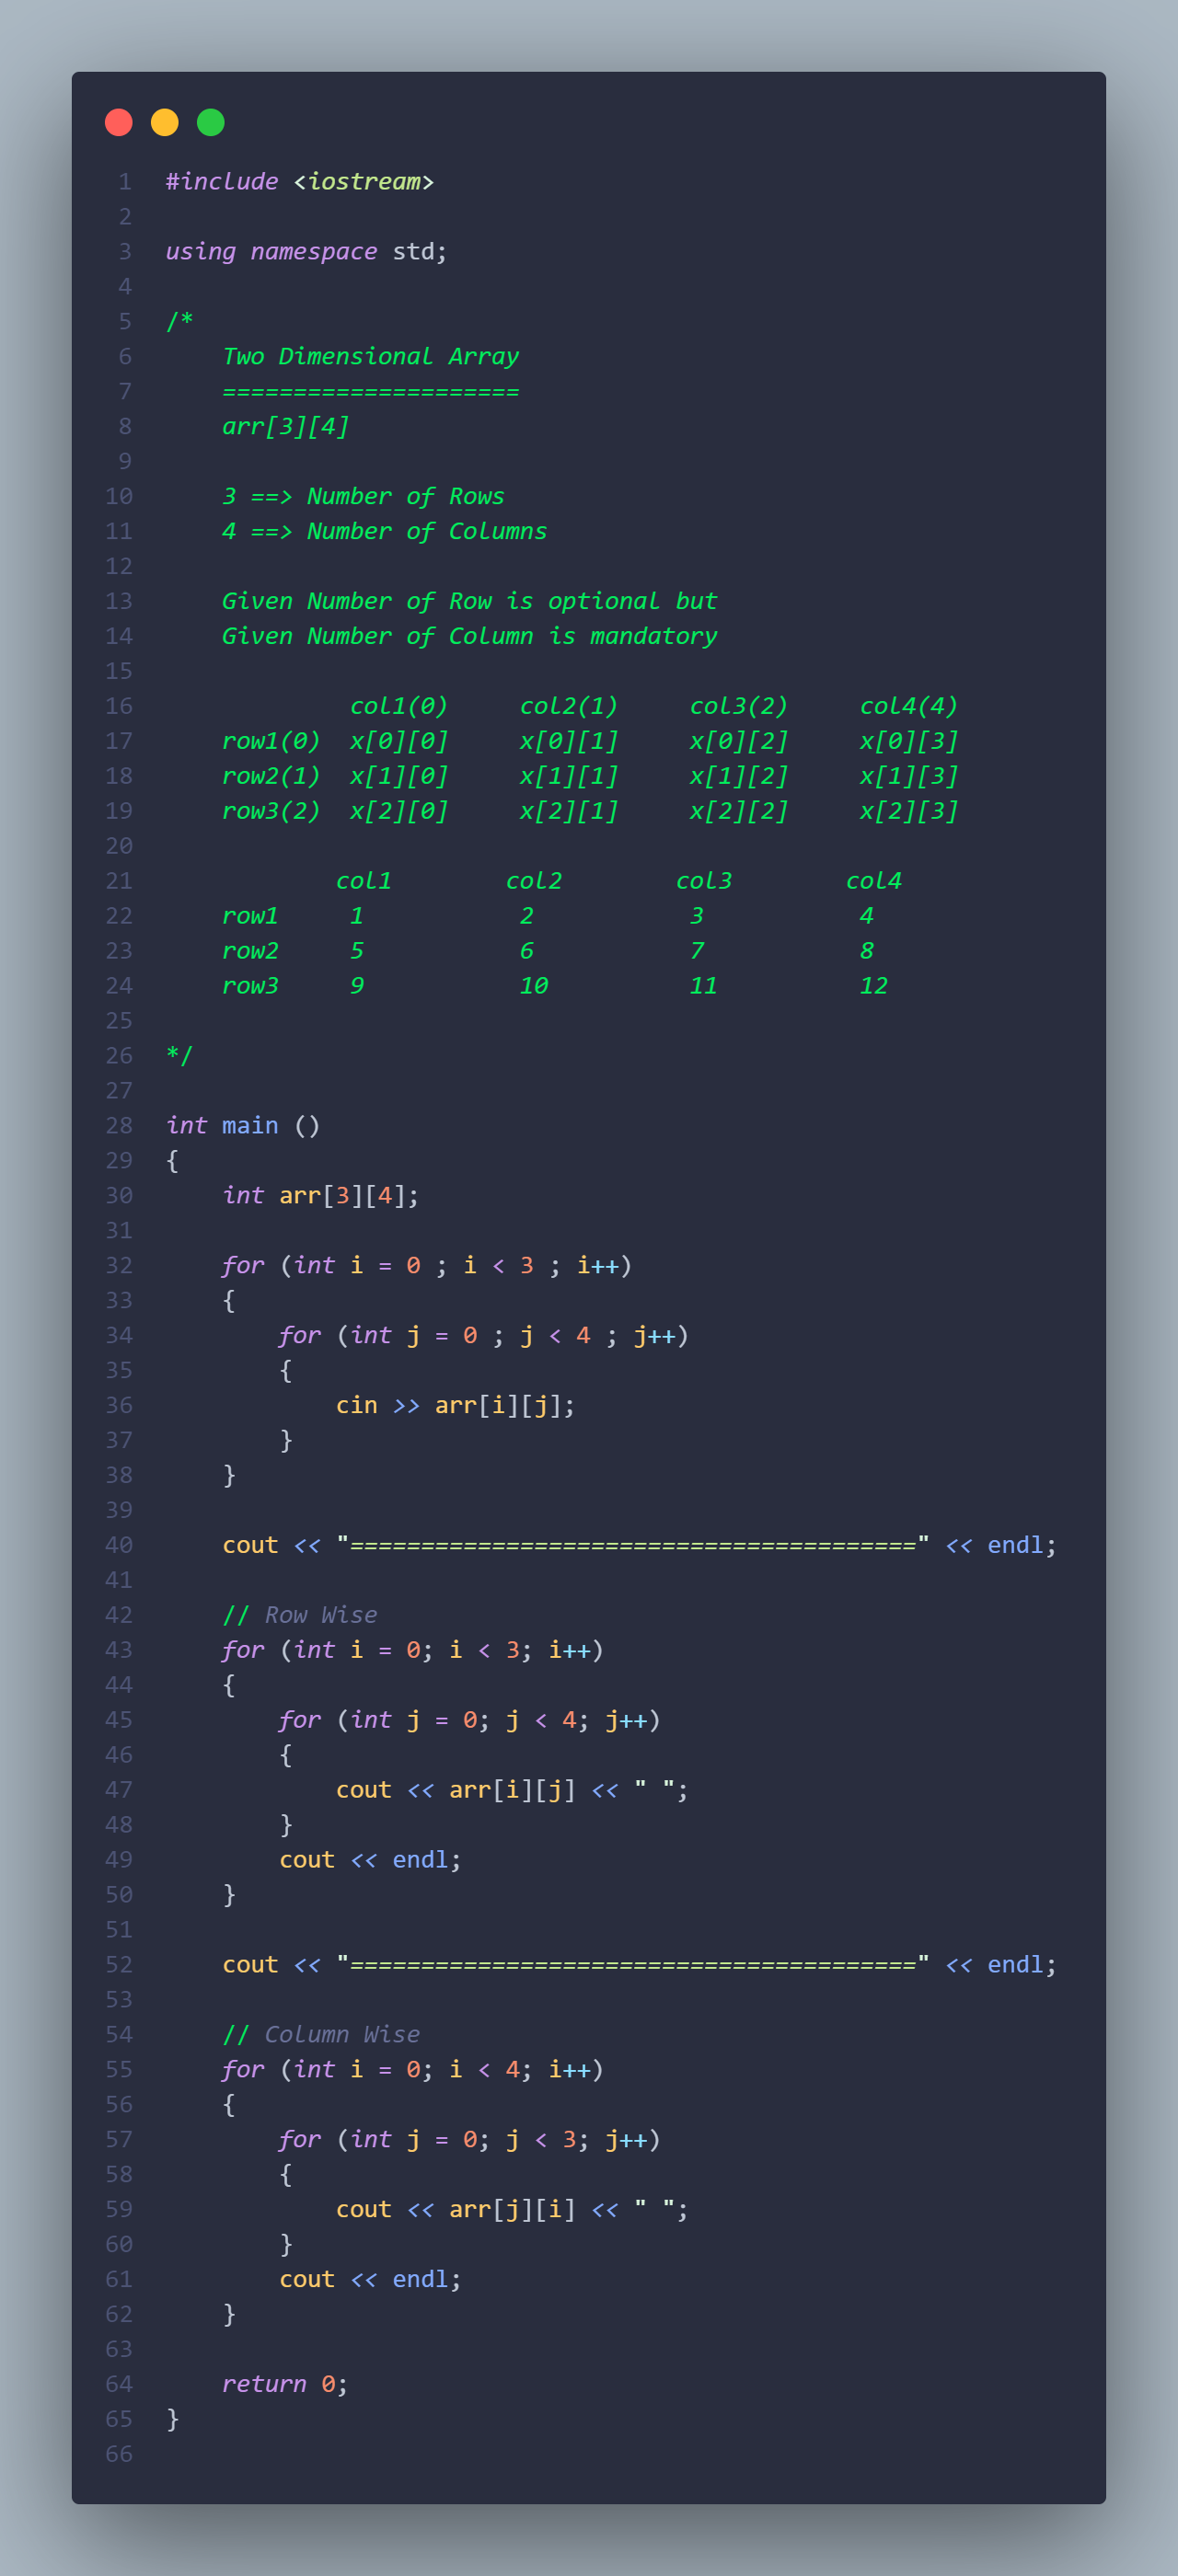 1 #include <iostream>
2
3 using namespace std;
4
5 /*
6     Two Dimensional Array
7     =====================
8     arr[3][4]
9
10     3 ==> Number of Rows
11     4 ==> Number of Columns
12
13     Given Number of Row is optional but
14     Given Number of Column is mandatory
15
16              col1(0)     col2(1)     col3(2)     col4(4)
17     row1(0)  x[0][0]     x[0][1]     x[0][2]     x[0][3]
18     row2(1)  x[1][0]     x[1][1]     x[1][2]     x[1][3]
19     row3(2)  x[2][0]     x[2][1]     x[2][2]     x[2][3]
20
21             col1        col2        col3        col4
22     row1     1           2           3           4
23     row2     5           6           7           8
24     row3     9           10          11          12
25
26 */
27
28 int main ()
29 {
30     int arr[3][4];
31
32     for (int i = 0 ; i < 3 ; i++)
33     {
34         for (int j = 0 ; j < 4 ; j++)
35         {
36             cin >> arr[i][j];
37         }
38     }
39
40     cout << "========================================" << endl;
41
42     // Row Wise
43     for (int i = 0; i < 3; i++)
44     {
45         for (int j = 0; j < 4; j++)
46         {
47             cout << arr[i][j] << " ";
48         }
49         cout << endl;
50     }
51
52     cout << "========================================" << endl;
53
54     // Column Wise
55     for (int i = 0; i < 4; i++)
56     {
57         for (int j = 0; j < 3; j++)
58         {
59             cout << arr[j][i] << " ";
60         }
61         cout << endl;
62     }
63
64     return 0;
65 }
66